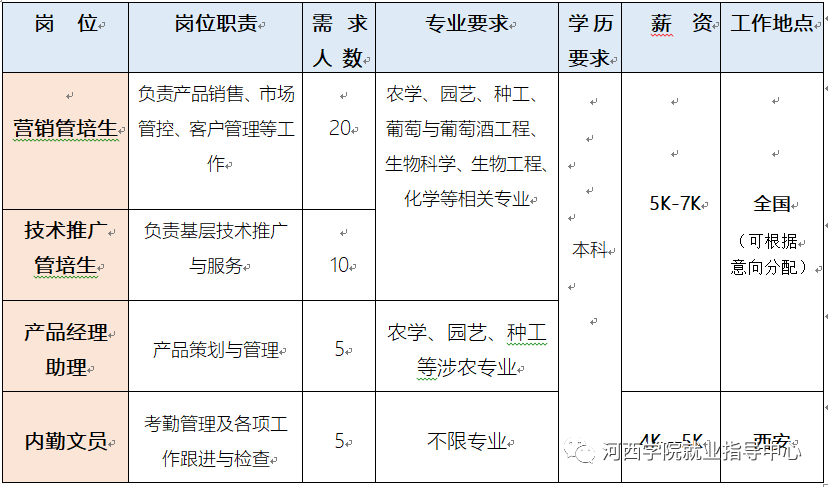 岗 位
岗位职责
需 求
人 数
专业要求
学 历
要求
薪 资
工作地点
营销管培生
负责产品销售、市场
管控、客户管理等工
作
20
农学、园艺、种工、
葡萄与葡萄酒工程、
生物科学、生物工程、
化学等相关专业
本科
5K-7K
全国
（可根据
意向分配）
技术推广
管培生
负责基层技术推广
与服务
10
产品经理
助理
产品策划与管理
5
农学、园艺、种工
等涉农专业
内勤文员
考勤管理及各项工
作跟进与检查
5
不限专业
4K—5K
西安
河西学院就业指导中心